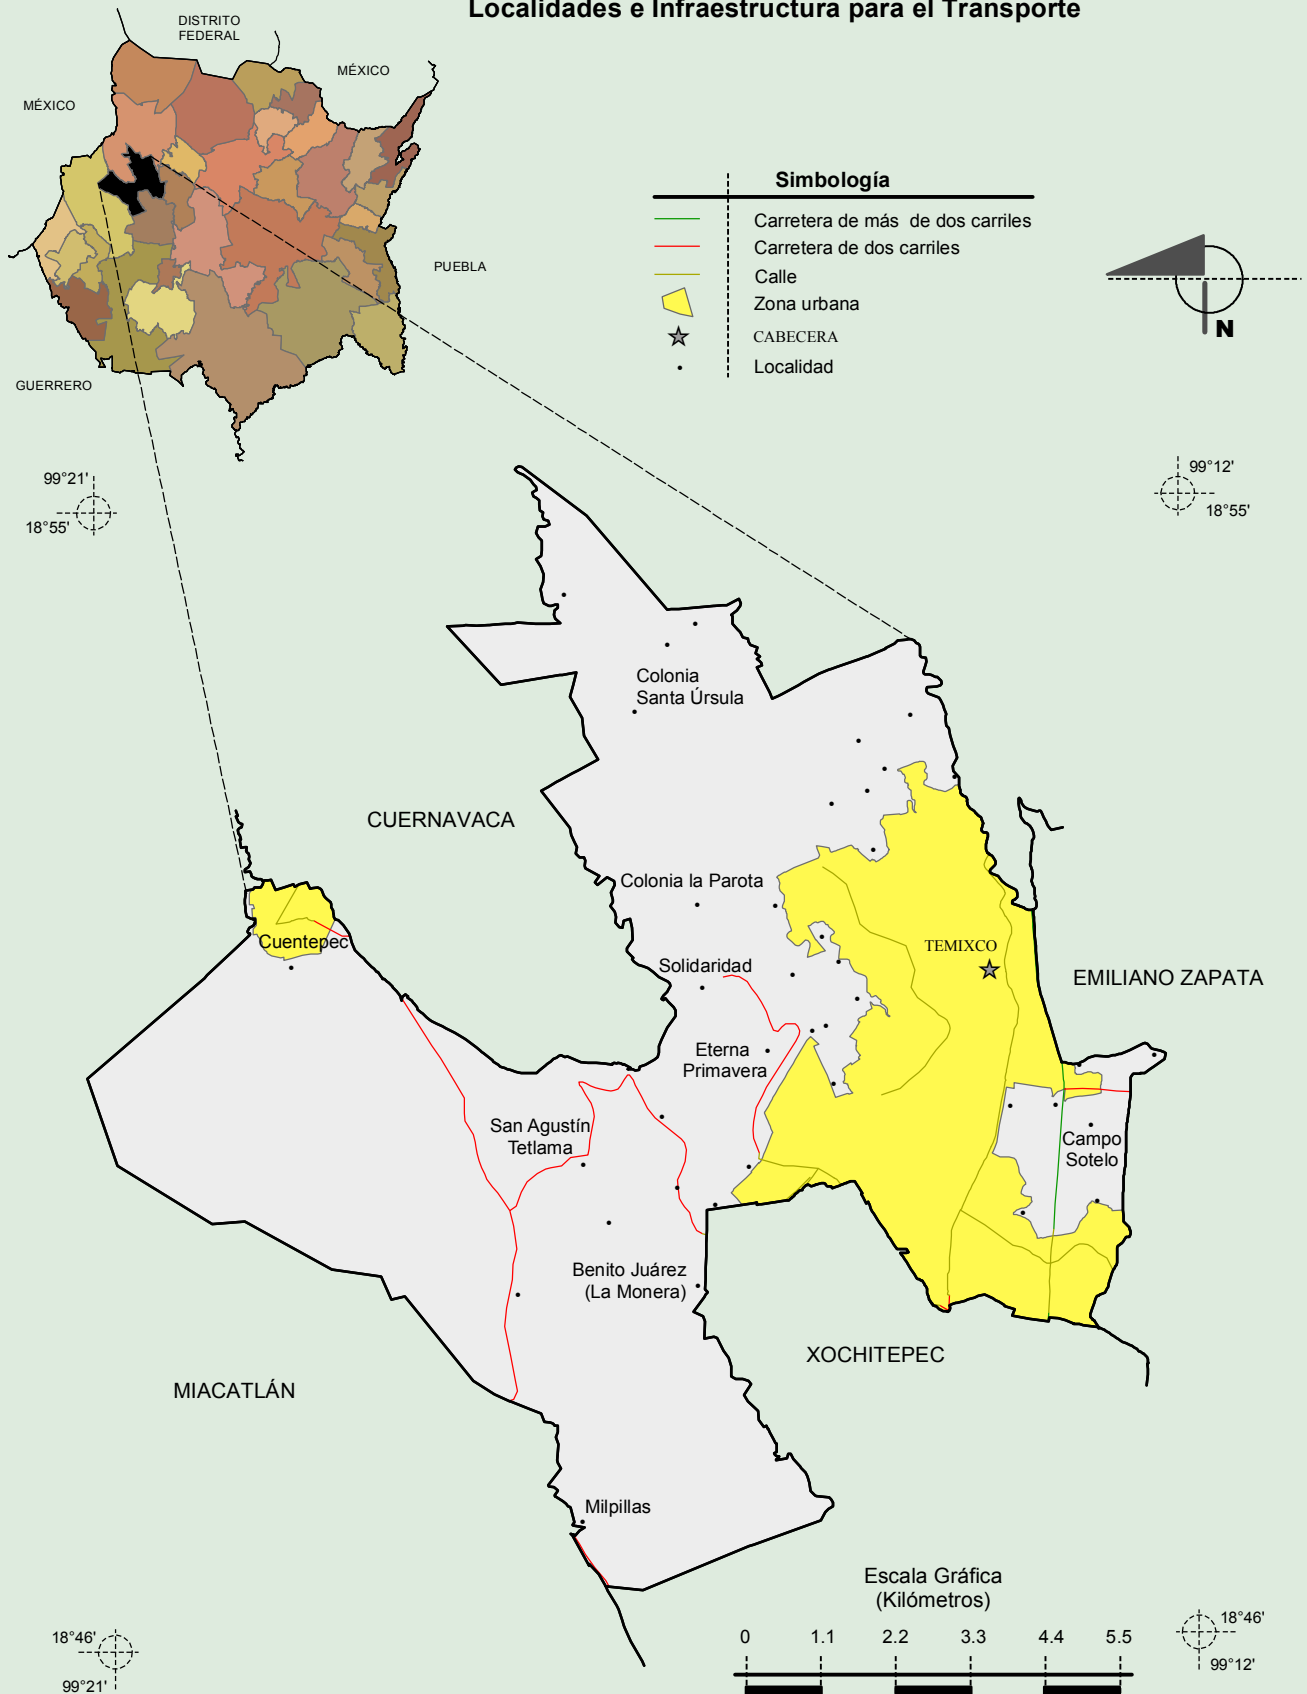 Localidades e Infraestructura para el Transporte
DISTRITO
FEDERAL
MÉXICO
MÉXICO
PUEBLA
GUERRERO
Simbología
Carretera de más de dos carriles
Carretera de dos carriles
Calle
Zona urbana
CABECERA
Localidad
N
99°21'
18°55'
99°12'
18°55'
Colonia
Santa Úrsula
CUERNAVACA
Colonia la Parota
Cuentepec
TEMIXCO
Solidaridad
EMILIANO ZAPATA
Eterna
Primavera
San Agustín
Tetlama
Campo
Sotelo
Benito Juárez
(La Monera)
XOCHITEPEC
MIACATLÁN
Milpillas
Escala Gráfica
(Kilómetros)
0 1.1 2.2 3.3 4.4 5.5
18°46'
99°21'
18°46'
99°12'